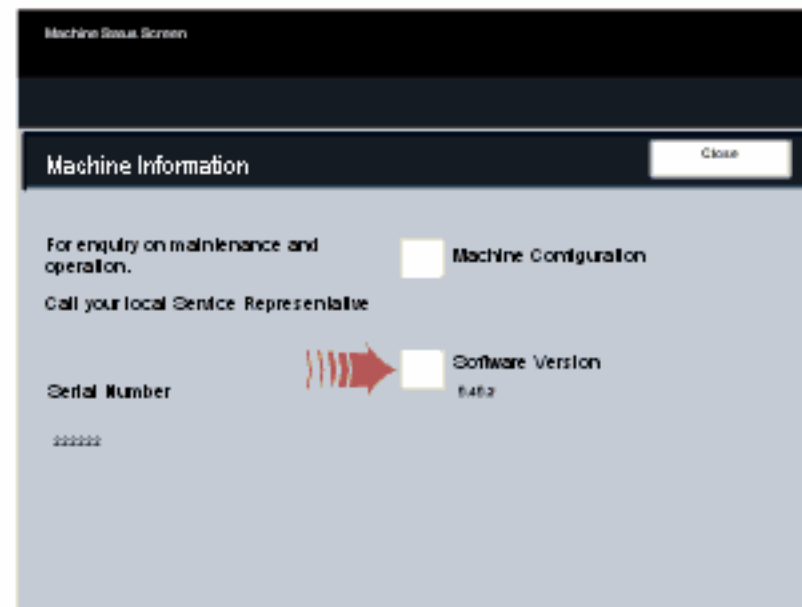 Machine Status Screen
Machine Information
Close
For enquiry on maintenance and
operation.
Machine Configuration
Call your local Service Representative
Software Version
Serial Number